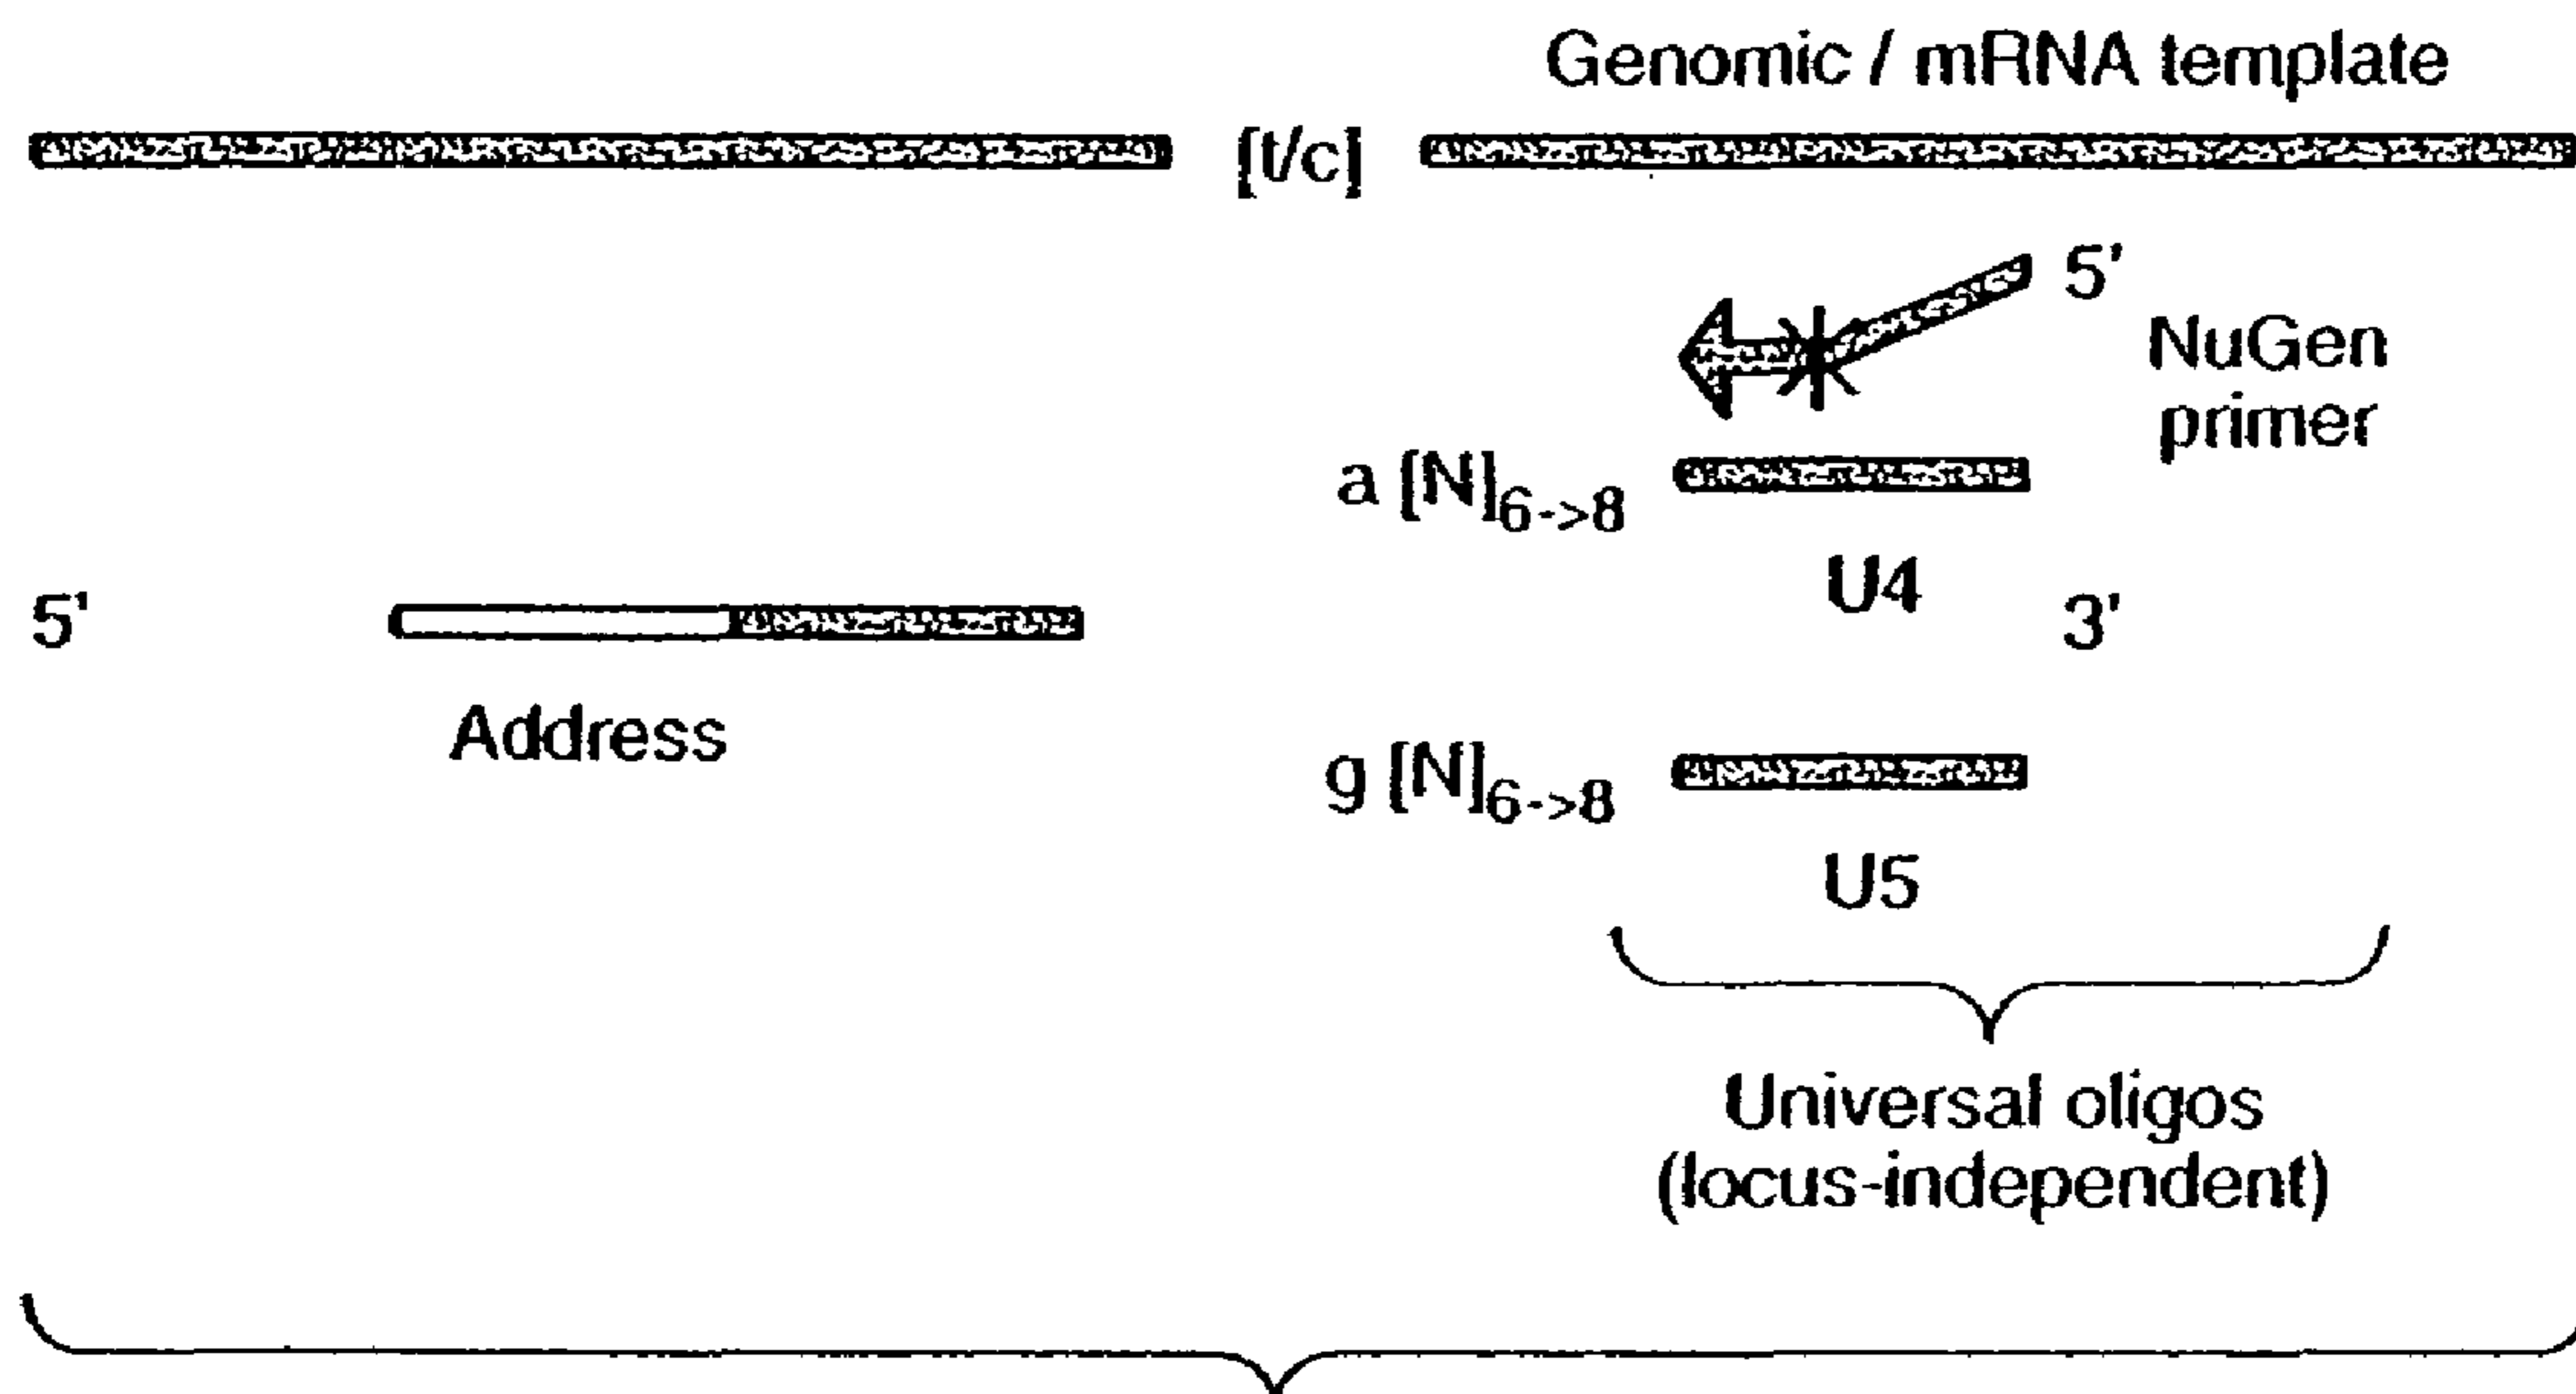 Genomic / mRNA template
[t/c]
5'
NuGen
primer
a [N]6->8
U4
5'
3'
Address
g [N]6->8
U5
Universal oligos
(locus-independent)